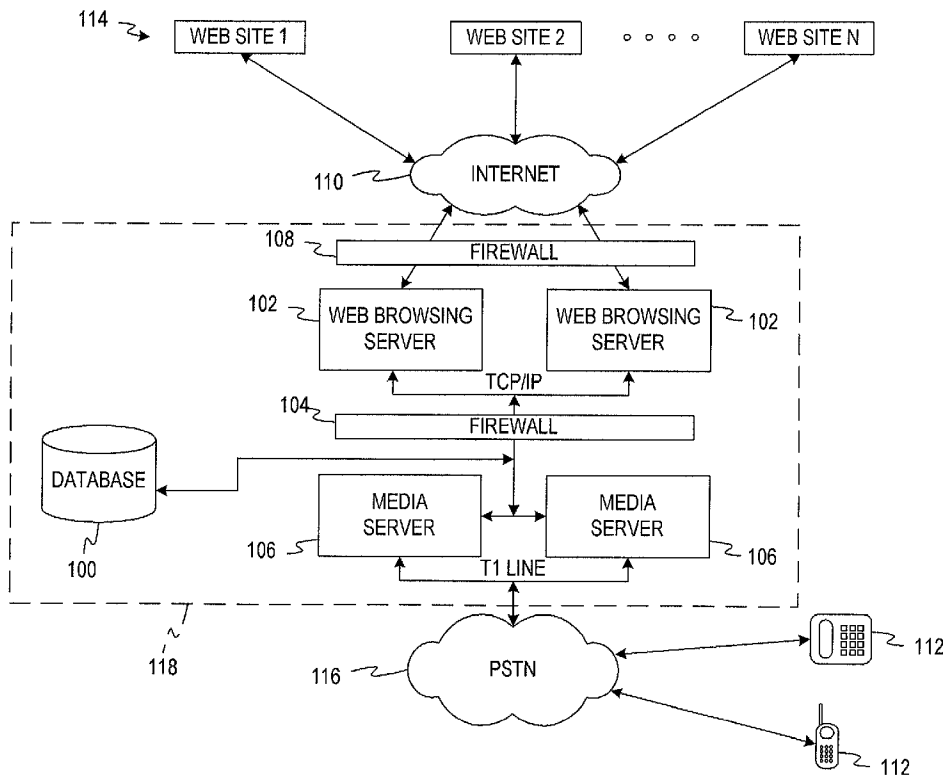 114
WEB SITE 1
WEB SITE 2
WEB SITE N
INTERNET
110
108
FIREWALL
102
WEB BROWSING
SERVER
WEB BROWSING
SERVER
102
TCP/IP
104
FIREWALL
DATABASE
100
MEDIA
SERVER
106
MEDIA
SERVER
106
T1 LINE
118
116
PSTN
112
112